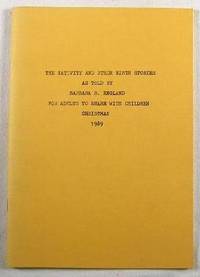 THE NATIVITY AND OTHER BIRTH STORIES
AS TOLD BY
BARBARA H. ENGLAND
FOR ADULTS TO SHARE WITH CHILDREN
CHRISTMAS
1989